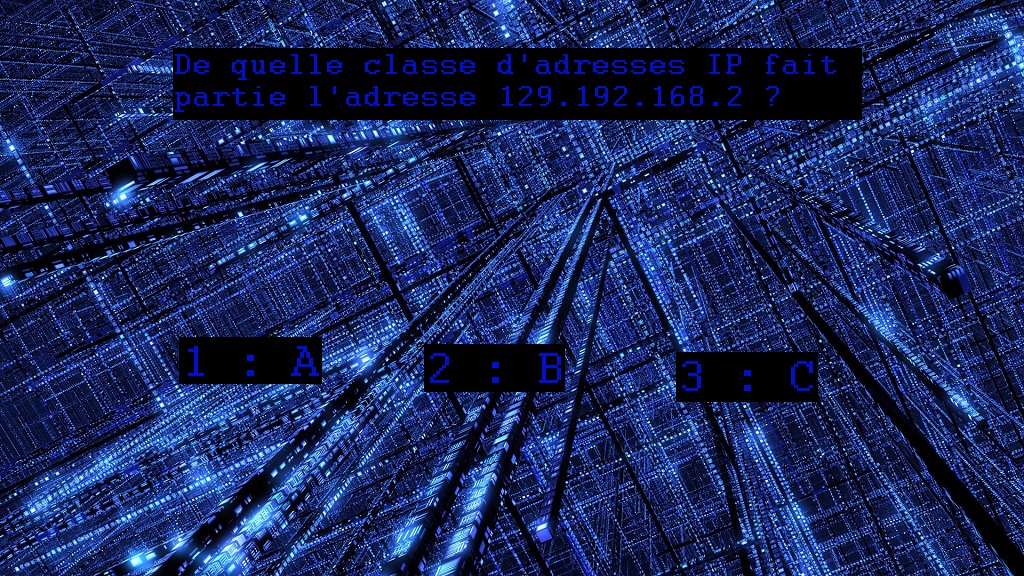 De quelle classe d'adresses IP fait
partie l'adresse 129.192.168.2 ?
1 : A
2 : B
3 : C